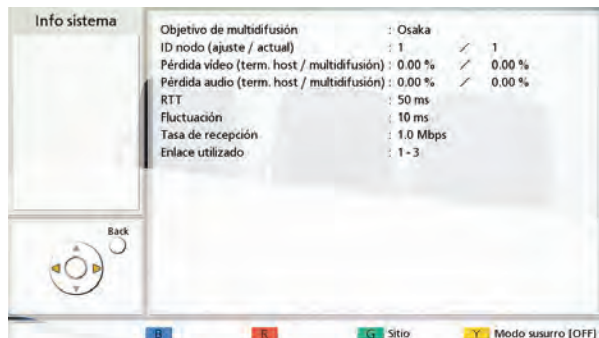 Info sistema
Objetivo de multidifusión : Osaka
ID nodo (ajuste / actual) : 1 / 1
Pérdida vídeo (term. host / multidifusión) : 0.00 % / 0.00 %
Pérdida audio (term. host / multidifusión) : 0.00 % / 0.00 %
RTT : 50 ms
Fluctuación : 10 ms
Tasa de recepción : 1.0 Mbps
Enlace utilizado : 1 - 3
Back
B R G Sitio Y Modo susurro [OFF]